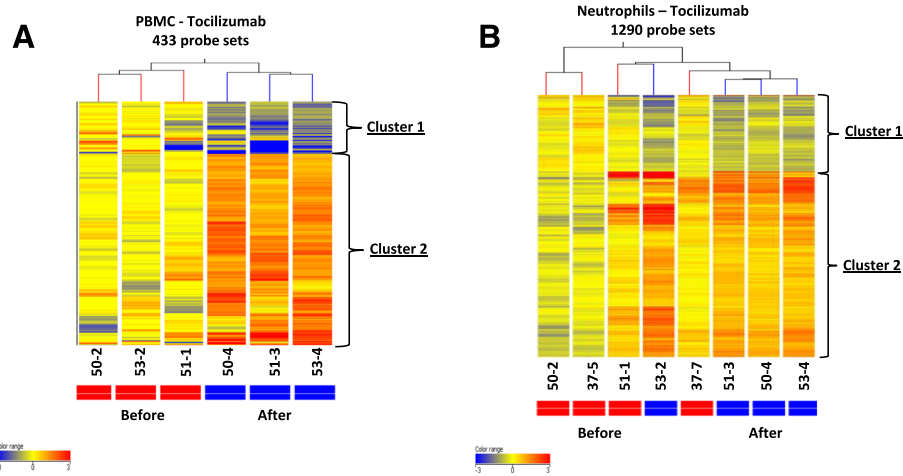 A
PBMC - Tocilizumab
433 probe sets
Cluster 1
Cluster 2
50-2
53-2
51-1
50-4
51-3
53-4
Before
After
olor range
0
3
B
Neutrophils – Tocilizumab
1290 probe sets
Cluster 1
Cluster 2
50-2
37-5
51-1
53-2
37-7
51-3
50-4
53-4
Before
After
Color range
-3
0
3